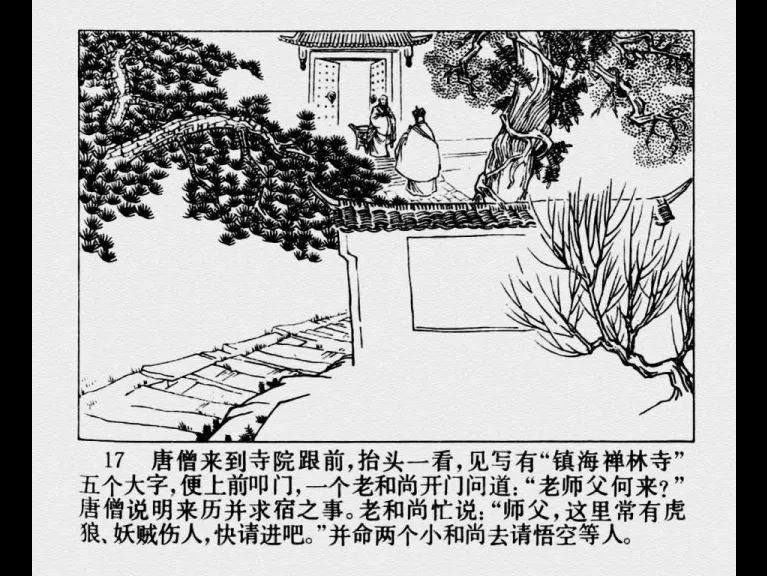 17 唐僧来到寺院跟前，抬头一看，见写有“镇海禅林寺”
五个大字，便上前叩门，一个老和尚开门问道：“老师父何来？”
唐僧说明来历并求宿之事。老和尚忙说：“师父，这里常有虎
狼、妖贼伤人，快请进吧。”并命两个小和尚去请悟空等人。